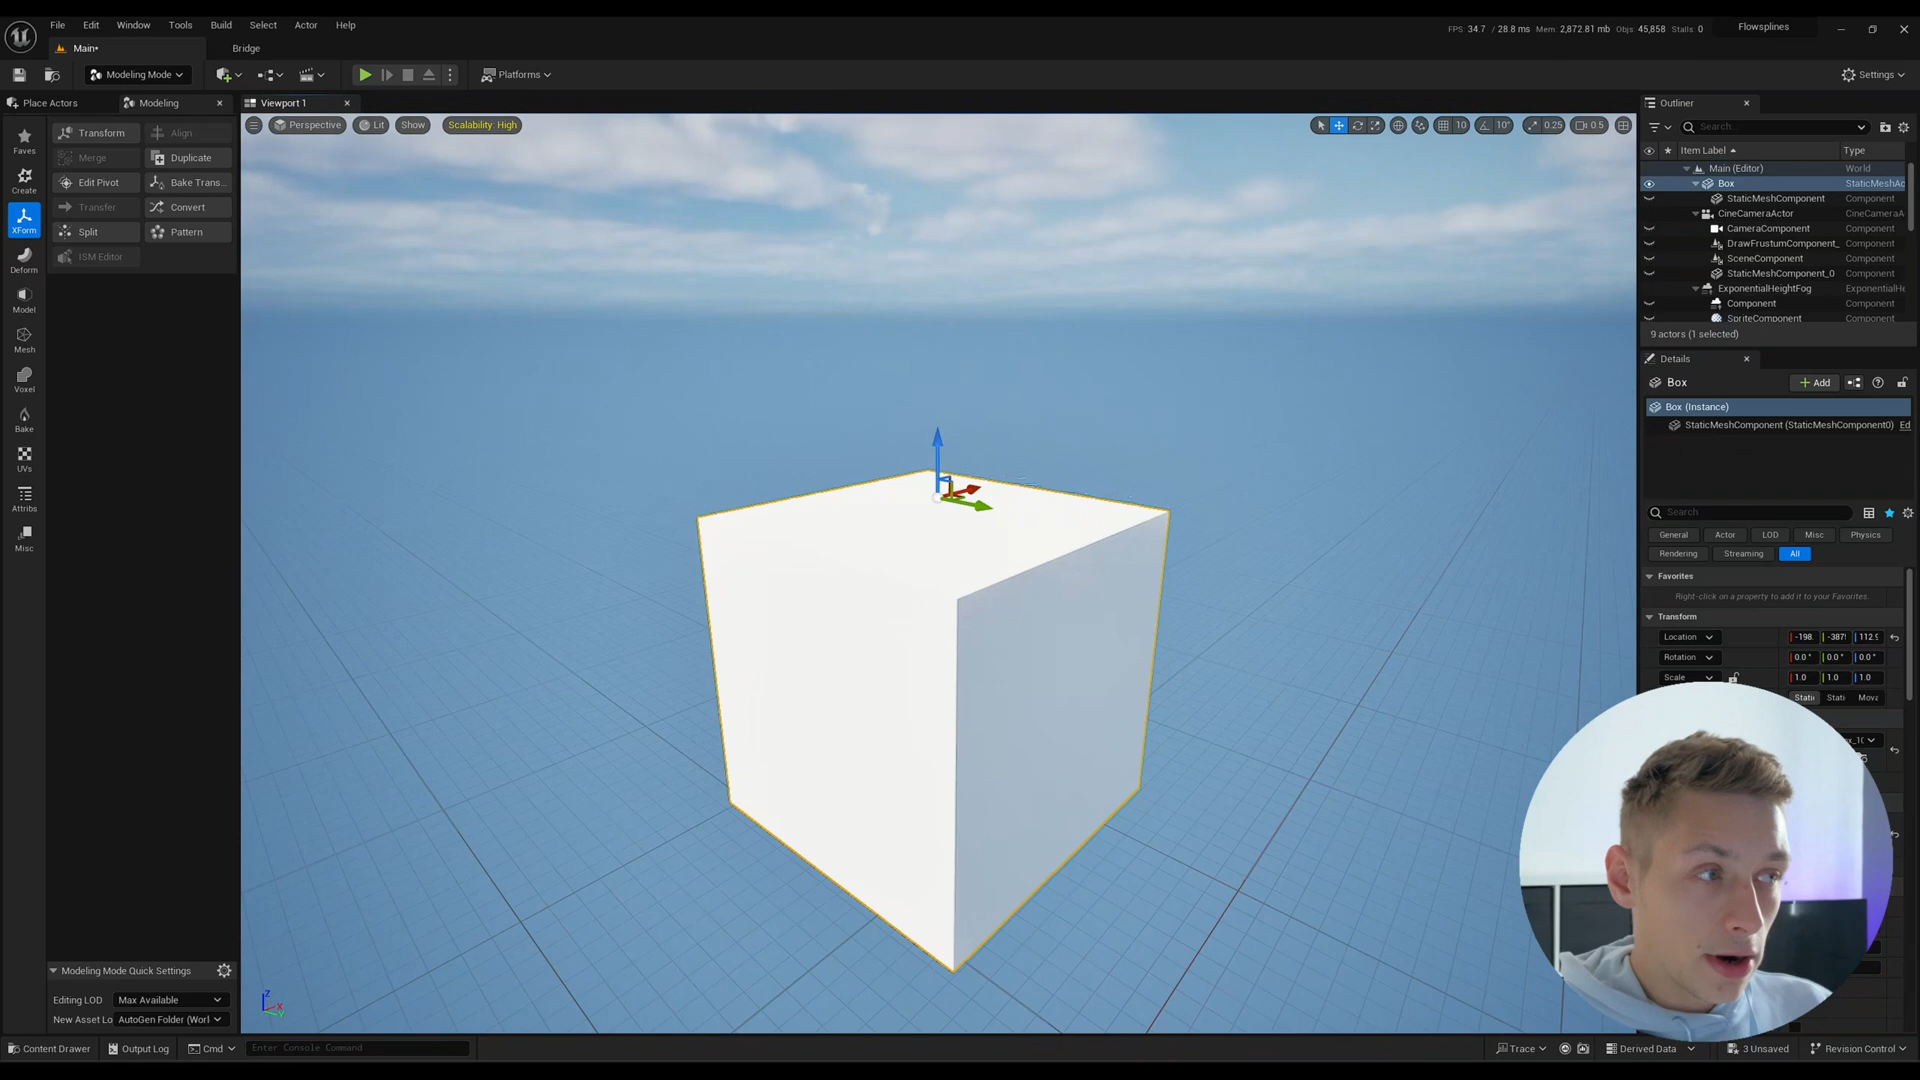 File Edit Window Tools Build Select Actor Help
FPS: 34.7 / 28.8 ms Mem: 2,872.81 mb Objs: 45,858 Stalls: 0
Flowsplines
Main•
Bridge
Modeling Mode
Platforms
Settings
Place Actors
Modeling
Viewport 1
Outliner
Perspective
Lit
Show
Scalability: High
10
10°
0.25
0.5
Search...
Item Label
Type
Faves
Create
XForm
Deform
Model
Mesh
Voxel
Bake
UVs
Attribs
Misc
Transform
Align
Merge
Duplicate
Edit Pivot
Bake Trans...
Transfer
Convert
Split
Pattern
ISM Editor
Main (Editor) World
Box StaticMeshAc
StaticMeshComponent Component
CineCameraActor CineCameraA
CameraComponent Component
DrawFrustumComponent_ Component
SceneComponent Component
StaticMeshComponent_0 Component
ExponentialHeightFog ExponentialHe
Component Component
SpriteComponent Component
9 actors (1 selected)
Details
Box
Add
Box (Instance)
StaticMeshComponent (StaticMeshComponent0) Ed
Search
General Actor LOD Misc Physics
Rendering Streaming All
Favorites
Right-click on a property to add it to your Favorites.
Transform
Location -198. 112.9
Rotation 0.0° 0.0° 0.0°
Scale 1.0 1.0 1.0
Stati Stati Mova
Modeling Mode Quick Settings
Editing LOD Max Available
New Asset Lo AutoGen Folder (Worl
Z
X
Y
Content Drawer
Output Log
Cmd
Enter Console Command
Trace
Derived Data
3 Unsaved
Revision Control